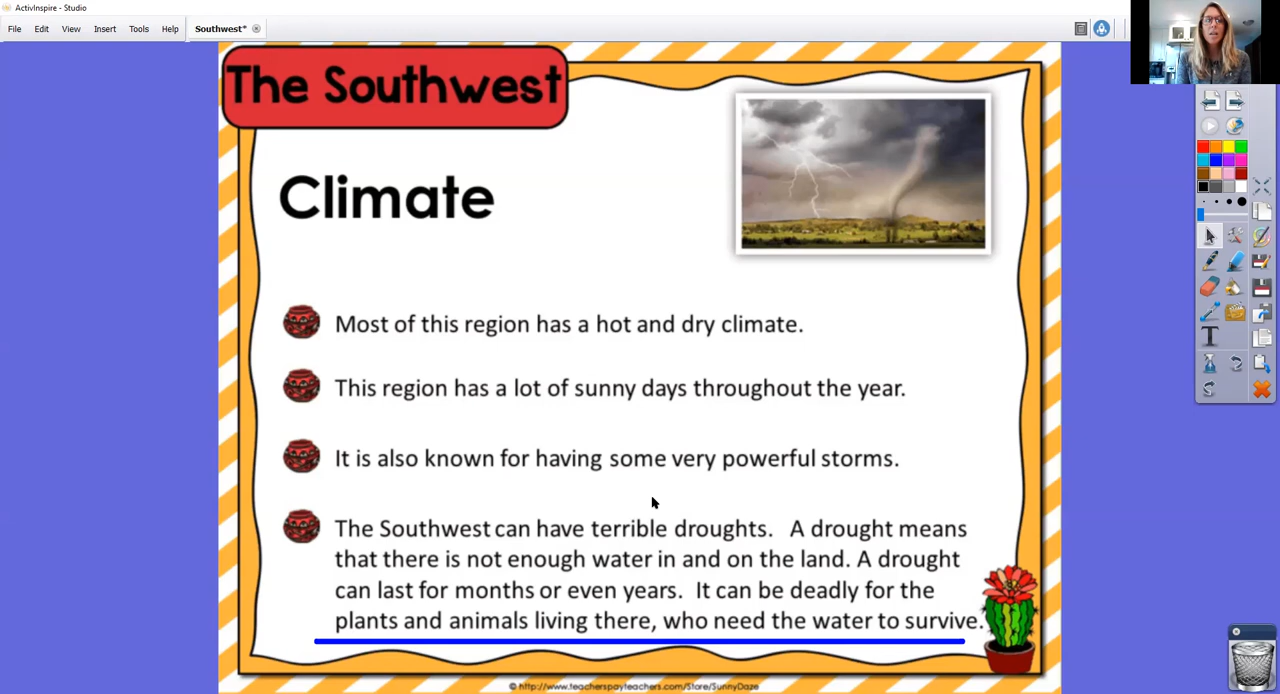 ActivInspire - Studio
File Edit View Insert Tools Help Southwest*
The Southwest
Climate
Most of this region has a hot and dry climate.
This region has a lot of sunny days throughout the year.
It is also known for having some very powerful storms.
The Southwest can have terrible droughts. A drought means
that there is not enough water in and on the land. A drought
can last for months or even years. It can be deadly for the
plants and animals living there, who need the water to survive.
© http://www.teacherspayteachers.com/Store/SunnyDaze
T